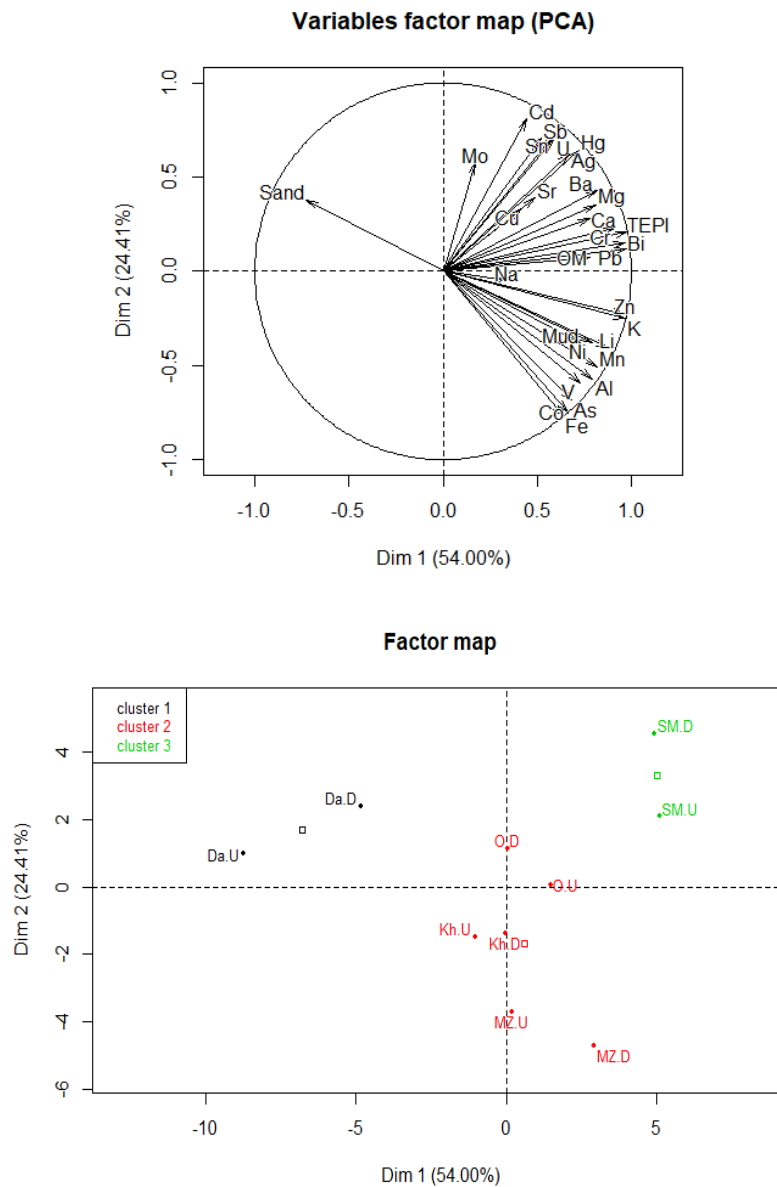 Variables factor map (PCA)
1.0
0.5
0.0
-0.5
-1.0
Dim 2 (24.41%)
Cd
Sb
Sn
U
Hg
Ag
Mo
Sand
Ba
Mg
Sr
Cu
Ca
TEPI
Cr
Bi
OM
Pb
Na
Zn
K
Mud
Li
Ni
Mn
V
Al
Co
As
Fe
-1.0 -0.5 0.0 0.5 1.0
Dim 1 (54.00%)
Factor map
cluster 1
cluster 2
cluster 3
4
2
0
-2
-4
-6
Dim 2 (24.41%)
SM.D
SM.U
Da.D
Da.U
O.D
O.U
Kh.U
Kh.D
MZ.U
MZ.D
-10 -5 0 5
Dim 1 (54.00%)